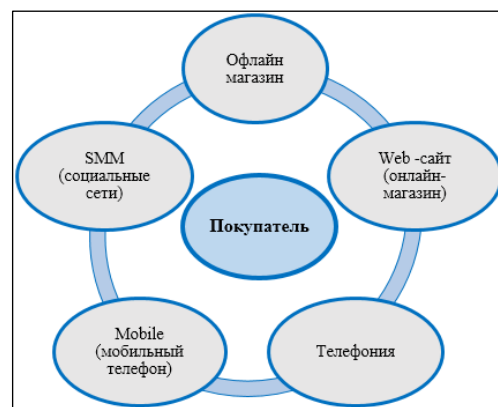 Офлайн
магазин
SMM
(социальные
сети)
Web -сайт
(онлайн-
магазин)
Покупатель
Mobile
(мобильный
телефон)
Телефония